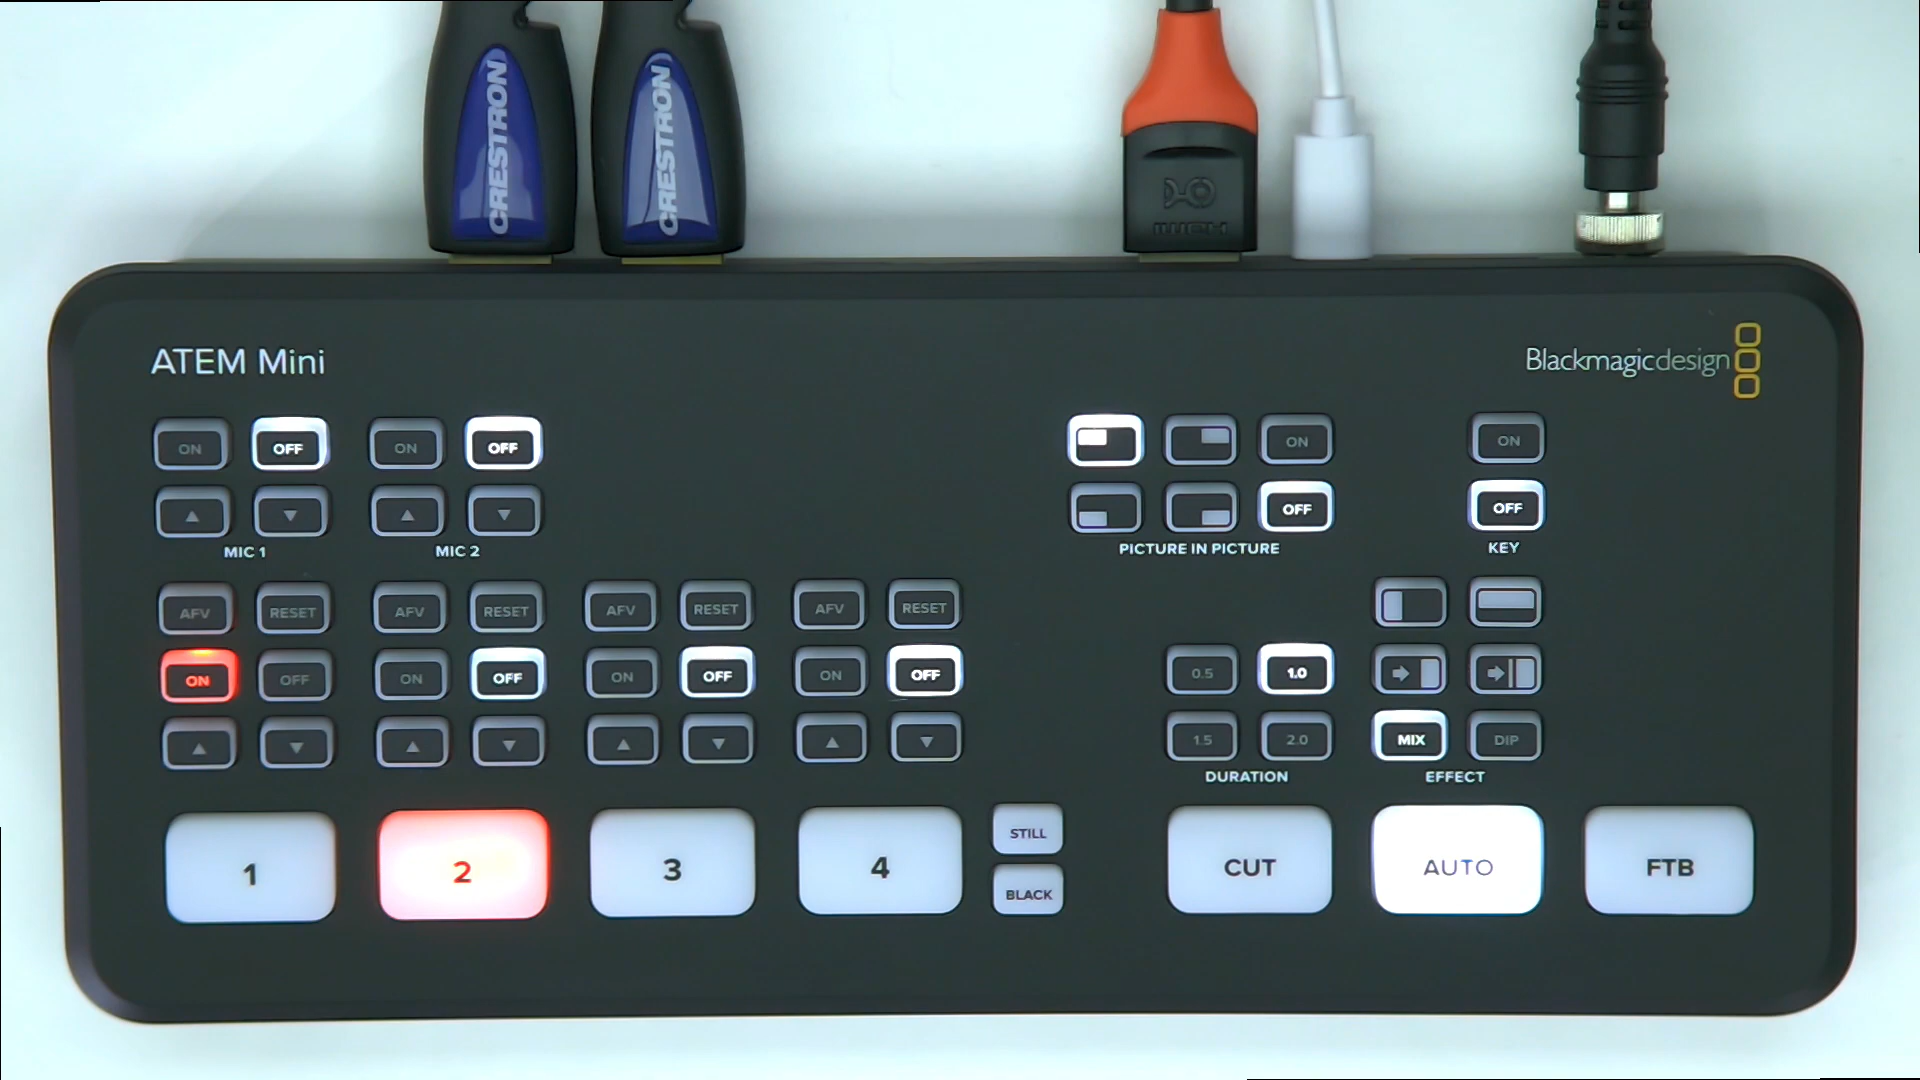 CRESTRON CRESTRON
HDMI
ATEM Mini
Blackmagicdesign
ON OFF ON OFF
ON
ON
OFF
OFF
MIC 1 MIC 2
PICTURE IN PICTURE
KEY
AFV RESET AFV RESET AFV RESET AFV RESET
ON OFF ON OFF ON OFF ON OFF
0.5 1.0
1.5 2.0 MIX DIP
DURATION EFFECT
1 2 3 4
STILL
BLACK
CUT AUTO FTB